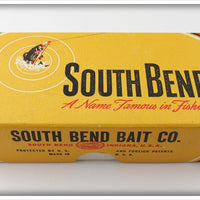 SOUTH BEND
A Name Famous in Fishi
SOUTH BEND BAIT CO.
SOUTH BEND INDIANA, U.S.A.
PROTECTED BY U.S. AND FOREIGN PATENTS
MADE IN U.S.A.